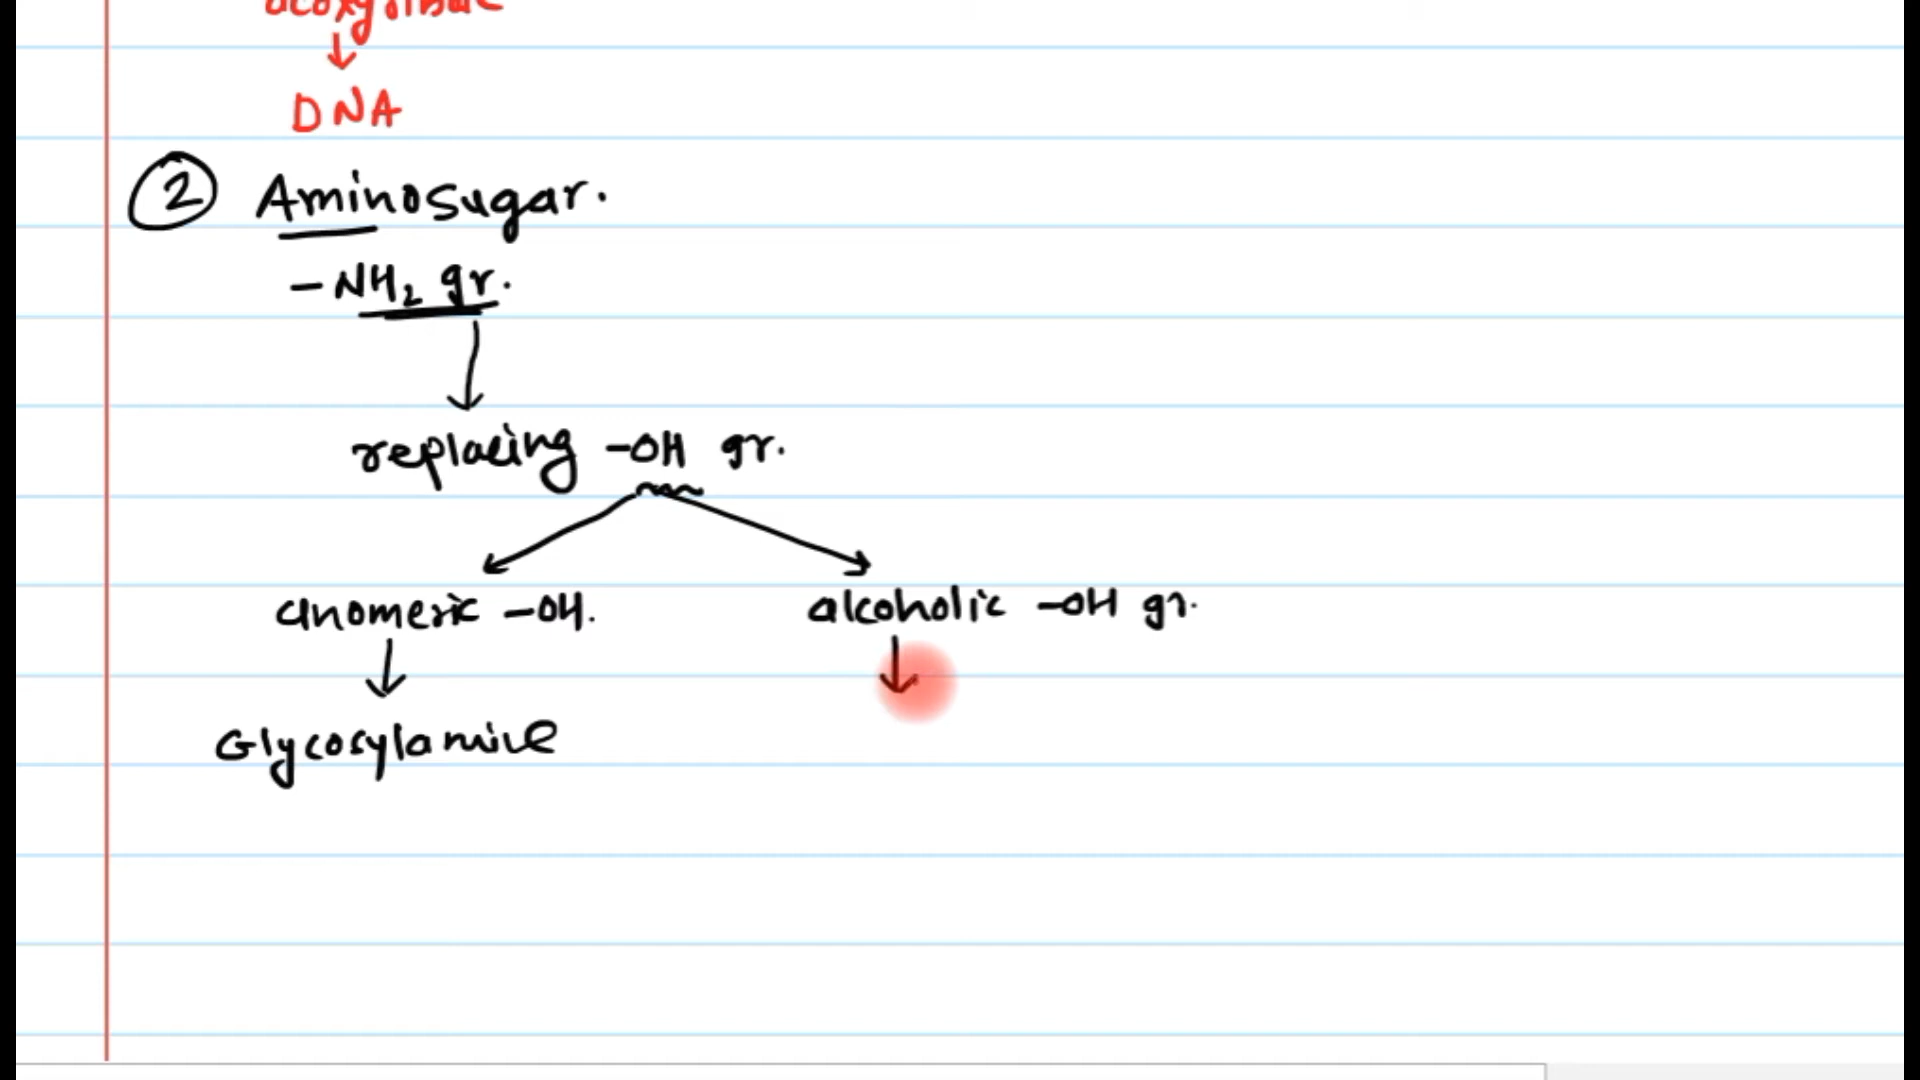 DNA
2 Aminosugar.
-NH₂ gr.
replacing -OH gr.
anomeric -OH.
alcoholic -OH gr.
Glycosylamine